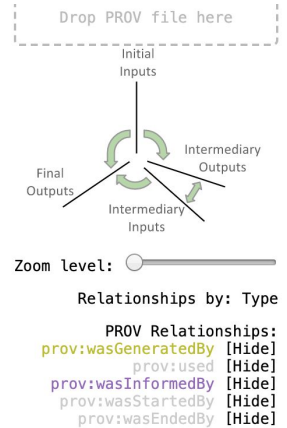 Drop PROV file here
Initial
Inputs
Intermediary
Outputs
Final
Outputs
Intermediary
Inputs
Zoom level:
Relationships by: Type
PROV Relationships:
prov:wasGeneratedBy [Hide]
prov:used [Hide]
prov:wasInformedBy [Hide]
prov:wasStartedBy [Hide]
prov:wasEndedBy [Hide]